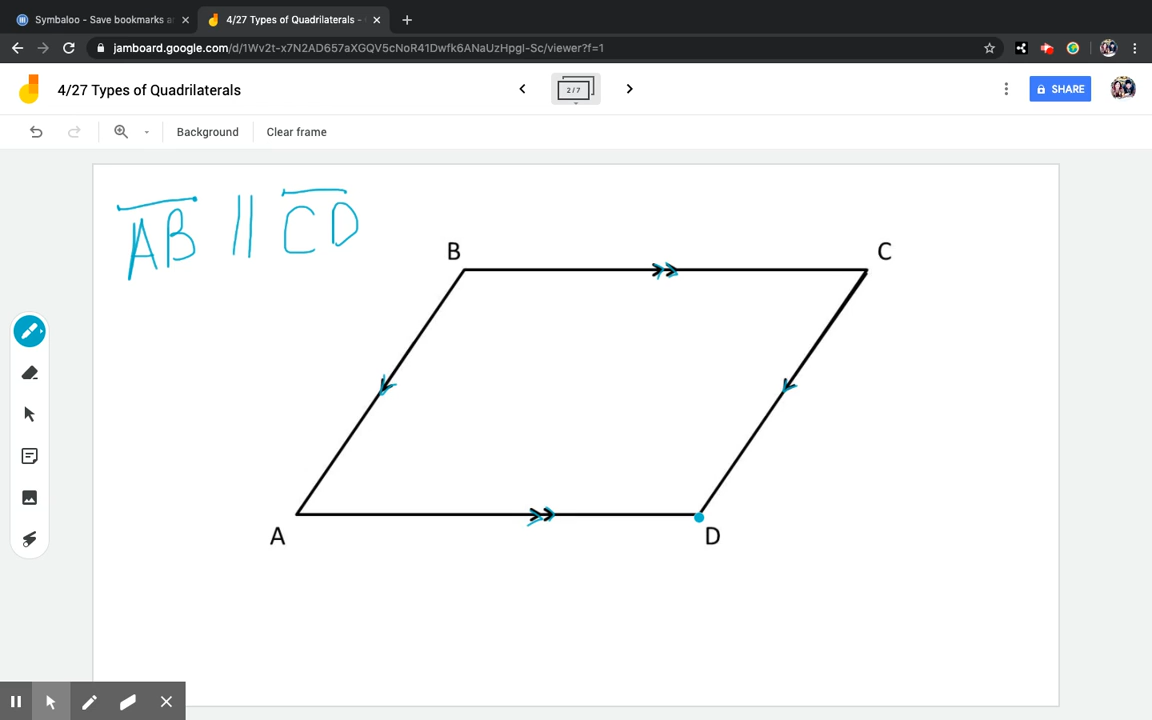 Symbaloo - Save bookmarks a
4/27 Types of Quadrilaterals -
jamboard.google.com/d/1Wv2t-x7N2AD657aXGQV5cNoR41Dwfk6ANaUzHpgI-Sc/viewer?f=1
4/27 Types of Quadrilaterals
2/7
SHARE
Background
Clear frame
AB || CD
B
C
A
D